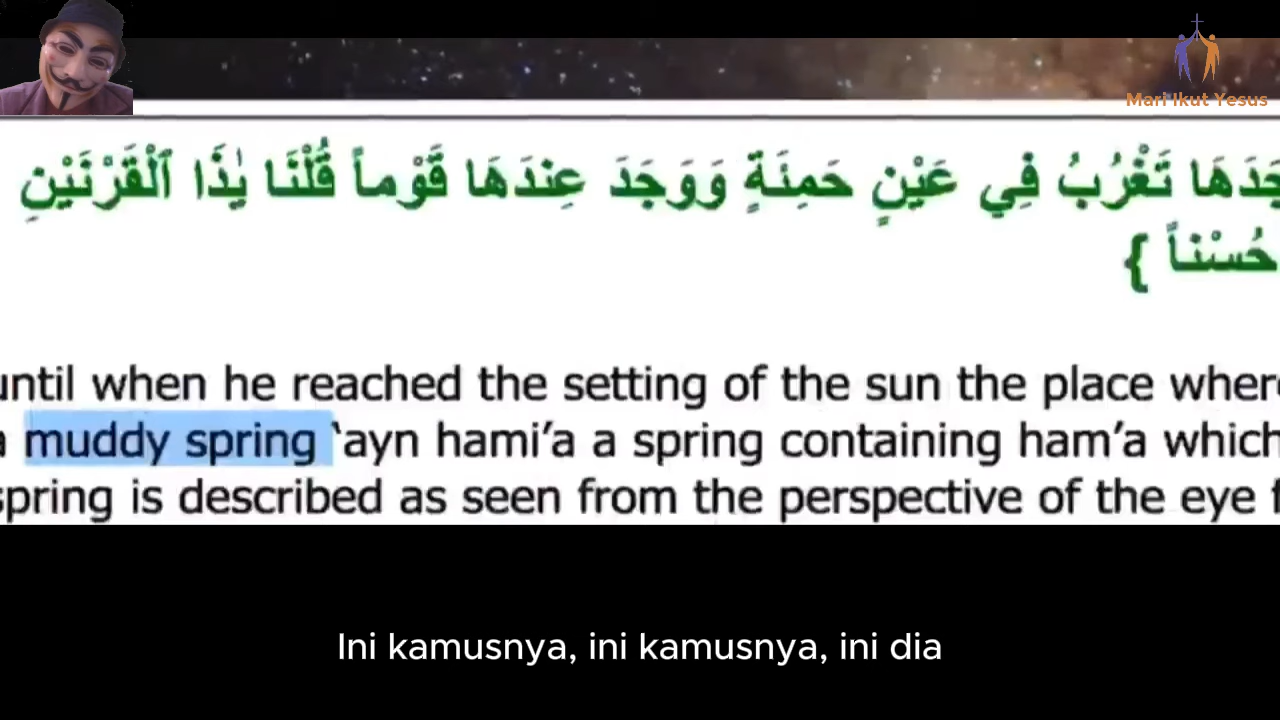 Mari Ikut Yesus
جَدَهَا تَغْرُبُ فِي عَيْنٍ حَمِئَةٍ وَوَجَدَ عِندَهَا قَوْماً قُلْنَا يٰذَا ٱلْقَرْنَيْنِ
حُسْناً }
until when he reached the setting of the sun the place where
a muddy spring ‘ayn hami’a a spring containing ham’a which
spring is described as seen from the perspective of the eye f
Ini kamusnya, ini kamusnya, ini dia